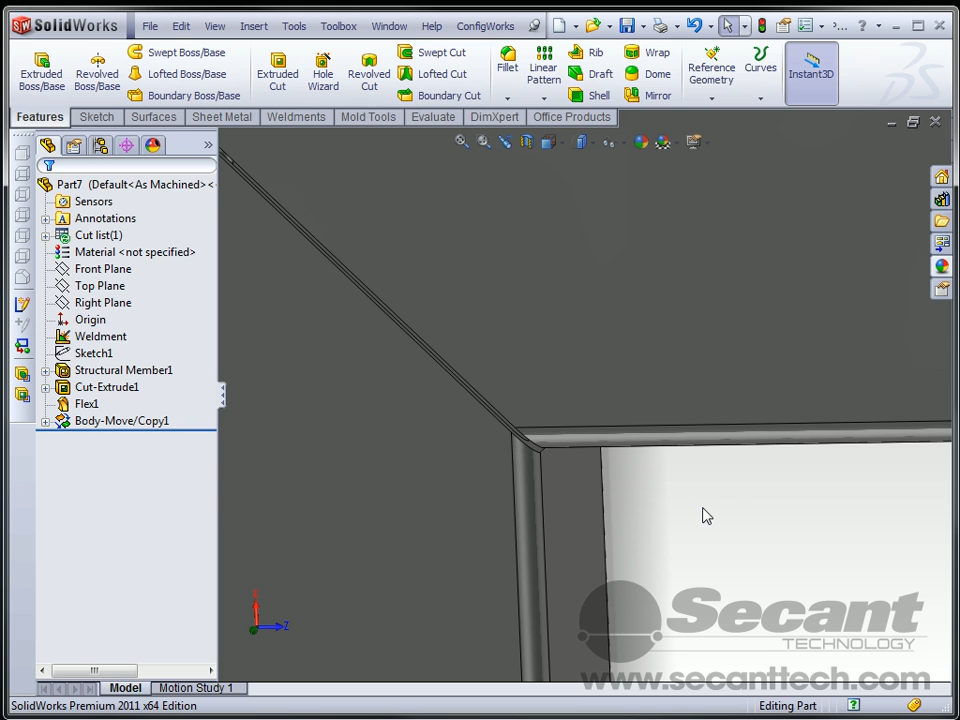 SolidWorks File Edit View Insert Tools Toolbox Window Help ConfigWorks
Extruded Boss/Base
Revolved Boss/Base
Swept Boss/Base
Lofted Boss/Base
Boundary Boss/Base
Extruded Cut
Hole Wizard
Revolved Cut
Swept Cut
Lofted Cut
Boundary Cut
Fillet
Linear Pattern
Rib
Draft
Shell
Wrap
Dome
Mirror
Reference Geometry
Curves
Instant3D
Features Sketch Surfaces Sheet Metal Weldments Mold Tools Evaluate DimXpert Office Products
Part7 (Default<As Machined><
Sensors
Annotations
Cut list(1)
Material <not specified>
Front Plane
Top Plane
Right Plane
Origin
Weldment
Sketch1
Structural Member1
Cut-Extrude1
Flex1
Body-Move/Copy1
Z
Secant
TECHNOLOGY
www.secanttech.com
Model Motion Study 1
SolidWorks Premium 2011 x64 Edition Editing Part